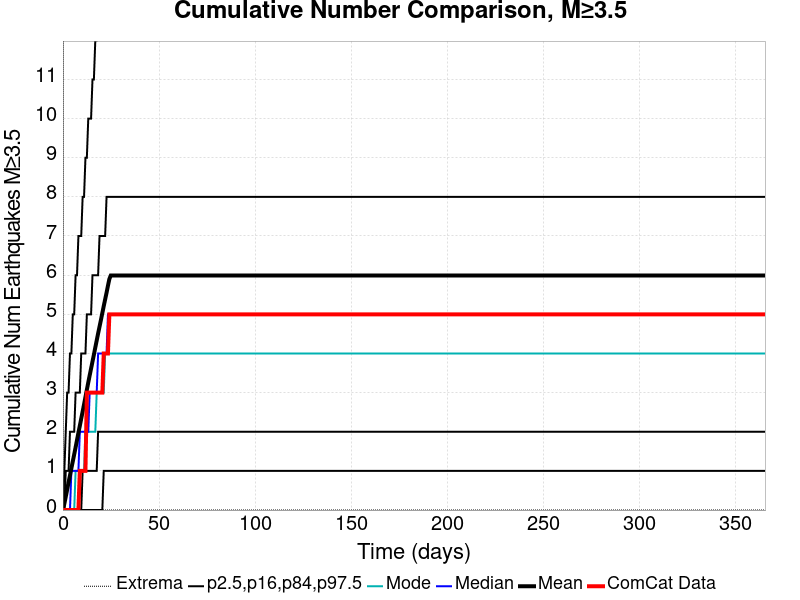 Cumulative Number Comparison, M≥3.5
Cumulative Num Earthquakes M≥3.5
11
10
9
8
7
6
5
4
3
2
1
0
0 50 100 150 200 250 300 350
Time (days)
Extrema p2.5,p16,p84,p97.5 Mode Median Mean ComCat Data